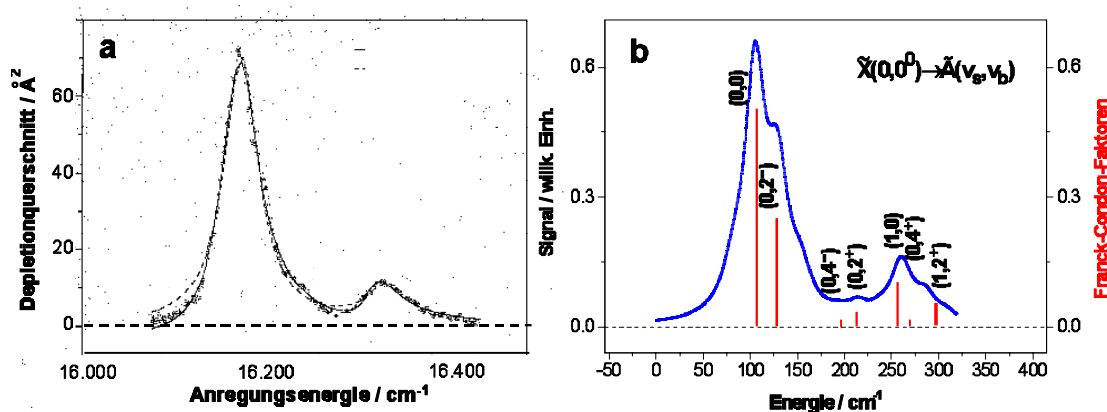 a
Depletionquerschnitt / Å²
60
40
20
0
16.000
16.200
16.400
Anregungsenergie / cm⁻¹
b
X̃(0,0⁰)→Ã(vₛ,v_b)
Signal / willk. Einh.
0.6
0.3
0.0
(0,0)
(0,2⁻)
(0,4⁻)
(0,2⁺)
(1,0)
(0,4⁺)
(1,2⁺)
0.6
0.3
0.0
Franck-Condon-Faktoren
-50 0 50 100 150 200 250 300 350 400
Energie / cm⁻¹